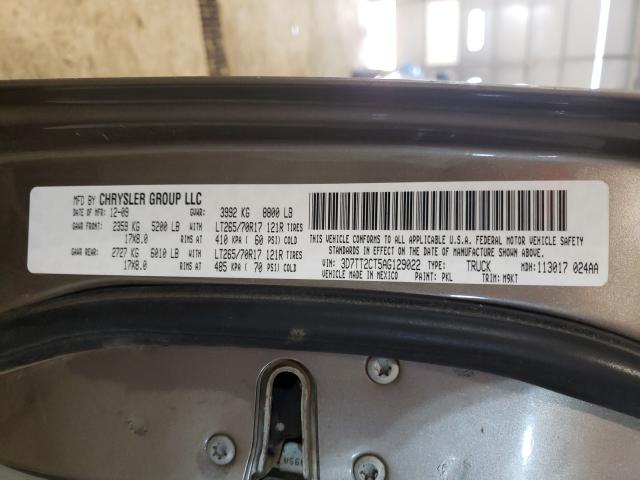 MFD BY CHRYSLER GROUP LLC
DATE OF MFR 12-09 GVWR: 3992 KG 8800 LB
GAWR FRONT: 2359 KG 5200 LB WITH LT265/70R17 121R TIRES
17X8.0 RIMS AT 410 KPA ( 60 PSI) COLD
GAWR REAR: 2727 KG 6010 LB WITH LT265/70R17 121R TIRES
17X8.0 RIMS AT 485 KPA ( 70 PSI) COLD
THIS VEHICLE CONFORMS TO ALL APPLICABLE U.S.A. FEDERAL MOTOR VEHICLE SAFETY
STANDARDS IN EFFECT ON THE DATE OF MANUFACTURE SHOWN ABOVE.
VIN: 3D7TT2CT5AG129022 TYPE: TRUCK MDH: 113017 024AA
VEHICLE MADE IN MEXICO PAINT: PKL TRIM: M9KT